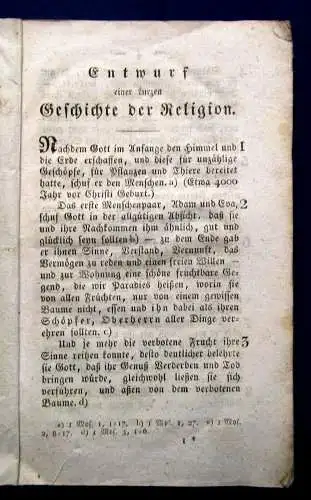 Entwurf
einer kurzen
Geschichte der Religion.
Nachdem Gott im Anfange den Himmel und 1
die Erde erschaffen, und diese für unzählige
Geschöpfe, für Pflanzen und Thiere bereitet
hatte, schuf er den Menschen. a) (Etwa 4000
Jahr vor Christi Geburt.)
Das erste Menschenpaar, Adam und Eva, 2
schuf Gott in der allgütigen Absicht, daß sie
und ihre Nachkommen ihm ähnlich, gut und
glücklich seyn sollten b) — zu dem Ende gab
er ihnen Sinne, Verstand, Vernunft, das
Vermögen zu reden und einen freien Willen —
und zur Wohnung eine schöne fruchtbare Ge-
gend, die wir Paradies heißen, worin sie
von allen Früchten, nur von einem gewissen
Baume nicht, essen und ihn dabei als ihren
Schöpfer, Oberherrn aller Dinge vereh-
ren sollten. c)
Und je mehr die verbotene Frucht ihre 3
Sinne reihen konnte, desto deutlicher belehrte
sie Gott, daß ihr Genuß Verderben und Tod
bringen würde, gleichwohl ließen sie sich
verführen, und aßen von dem verbotenen
Baume. d)
a) 1 Mos. 1, 1-17. b) 1 Mos. 1, 27. c) 1 Mos.
2, 8-17. d) 1 Mos. 3, 1-6.
1 *